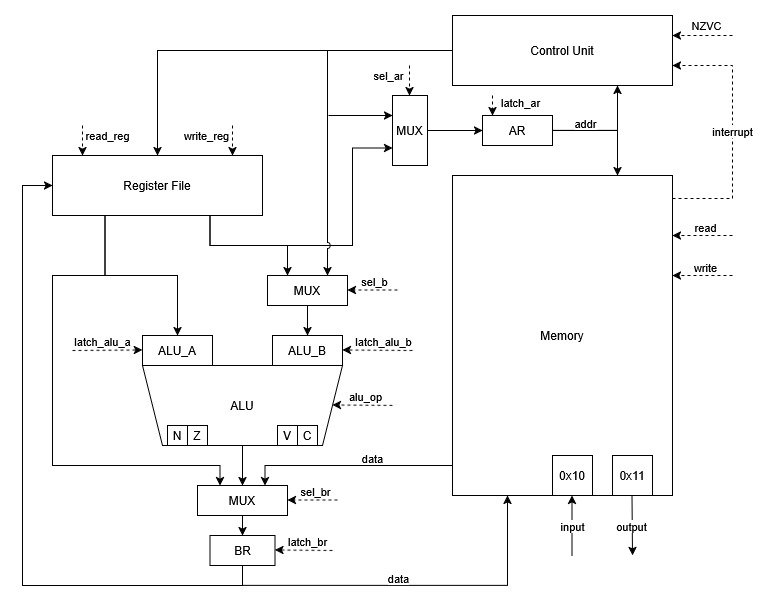 NZVC
Control Unit
sel_ar
latch_ar
MUX
AR
addr
interrupt
read_reg
write_reg
Register File
read
sel_b
MUX
write
Memory
latch_alu_a
ALU_A
ALU_B
latch_alu_b
alu_op
ALU
N
Z
V
C
data
0x10
0x11
MUX
sel_br
input
output
BR
latch_br
data